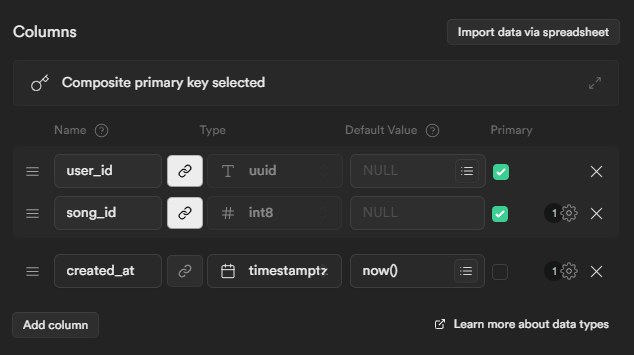 Columns
Import data via spreadsheet
Composite primary key selected
Name Type Default Value Primary
user_id uuid NULL
song_id int8 NULL 1
created_at timestamptz now() 1
Add column
Learn more about data types